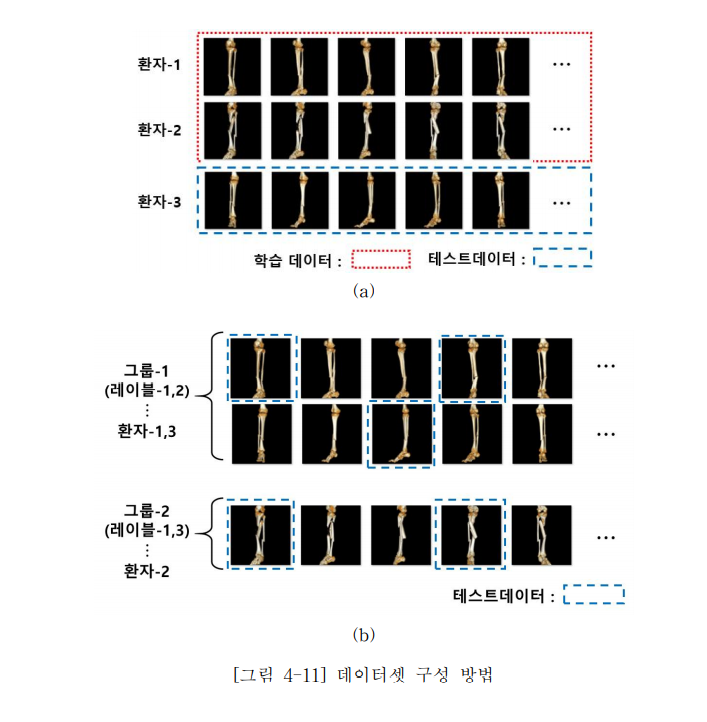 환자-1
...
환자-2
...
환자-3
...
학습 데이터 : 테스트데이터 :
(a)
그룹-1
(레이블-1,2)
⋮
환자-1,3
...
...
그룹-2
(레이블-1,3)
⋮
환자-2
...
테스트데이터 :
(b)
[그림 4-11] 데이터셋 구성 방법